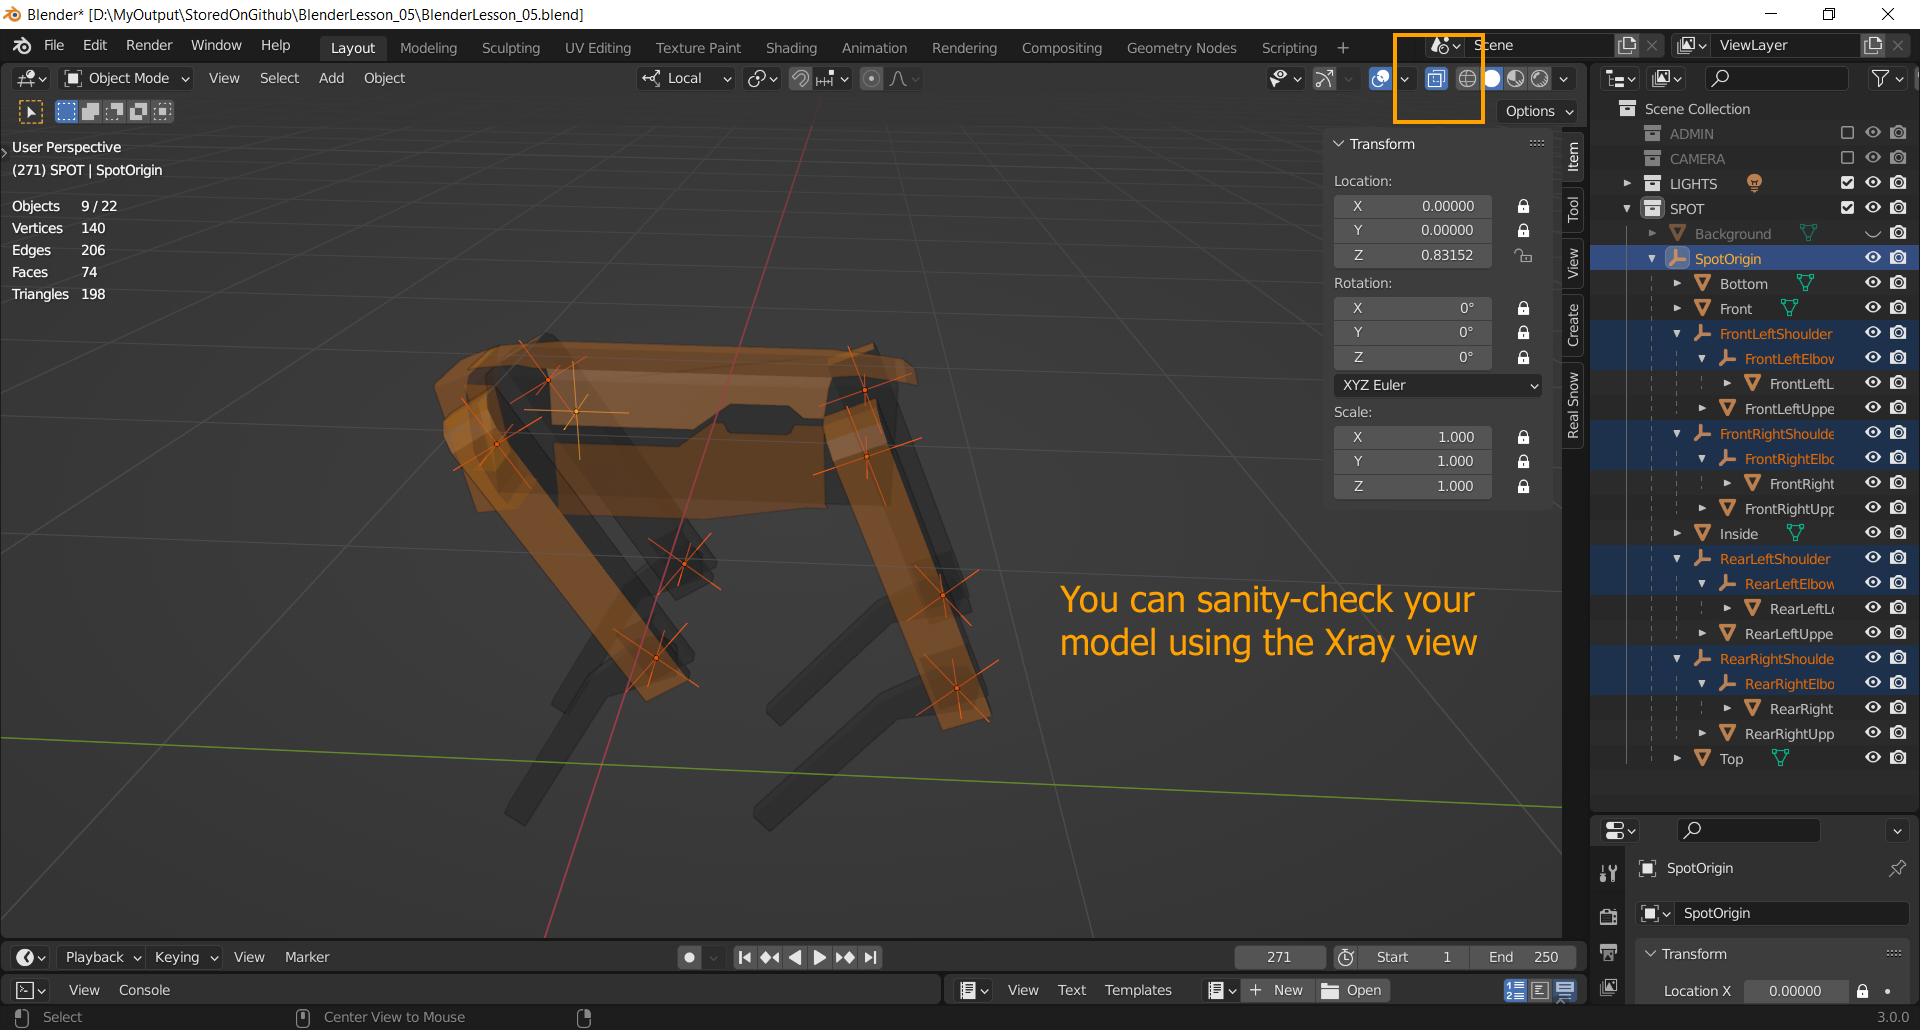 Blender* [D:\MyOutput\StoredOnGithub\BlenderLesson_05\BlenderLesson_05.blend]
File Edit Render Window Help Layout Modeling Sculpting UV Editing Texture Paint Shading Animation Rendering Compositing Geometry Nodes Scripting + Scene ViewLayer
Object Mode View Select Add Object Local
Options
User Perspective
(271) SPOT | SpotOrigin
Objects 9 / 22
Vertices 140
Edges 206
Faces 74
Triangles 198
Transform
Location:
X 0.00000
Y 0.00000
Z 0.83152
Rotation:
X 0°
Y 0°
Z 0°
XYZ Euler
Scale:
X 1.000
Y 1.000
Z 1.000
Item
Tool
View
Create
Real Snow
You can sanity-check your
model using the Xray view
Scene Collection
ADMIN
CAMERA
LIGHTS
SPOT
Background
SpotOrigin
Bottom
Front
FrontLeftShoulder
FrontLeftElbow
FrontLeftL
FrontLeftUppe
FrontRightShoulde
FrontRightElbo
FrontRight
FrontRightUpp
Inside
RearLeftShoulder
RearLeftElbow
RearLeftLo
RearLeftUppe
RearRightShoulde
RearRightElbo
RearRight
RearRightUpp
Top
SpotOrigin
SpotOrigin
Transform
Location X 0.00000
Playback Keying View Marker 271 Start 1 End 250
View Console View Text Templates + New Open
Select Center View to Mouse 3.0.0